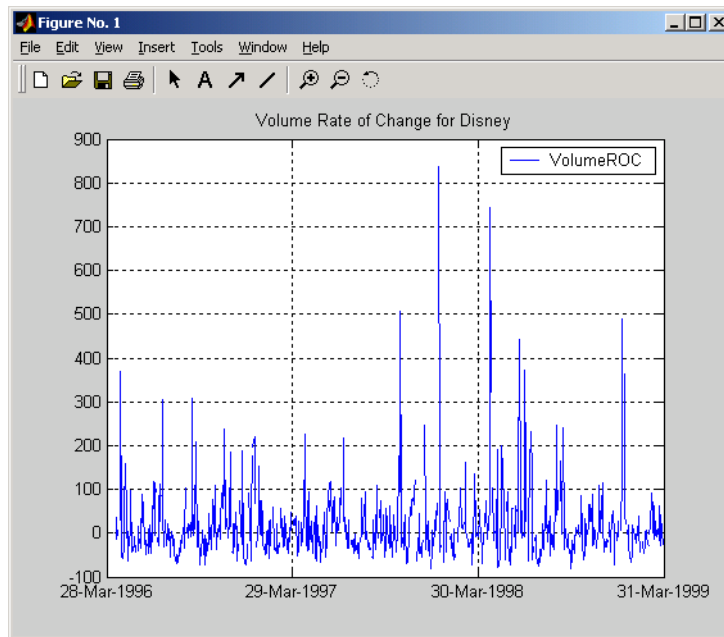 Figure No. 1
File Edit View Insert Tools Window Help
A
Volume Rate of Change for Disney
VolumeROC
900
800
700
600
500
400
300
200
100
0
-100
28-Mar-1996 29-Mar-1997 30-Mar-1998 31-Mar-1999